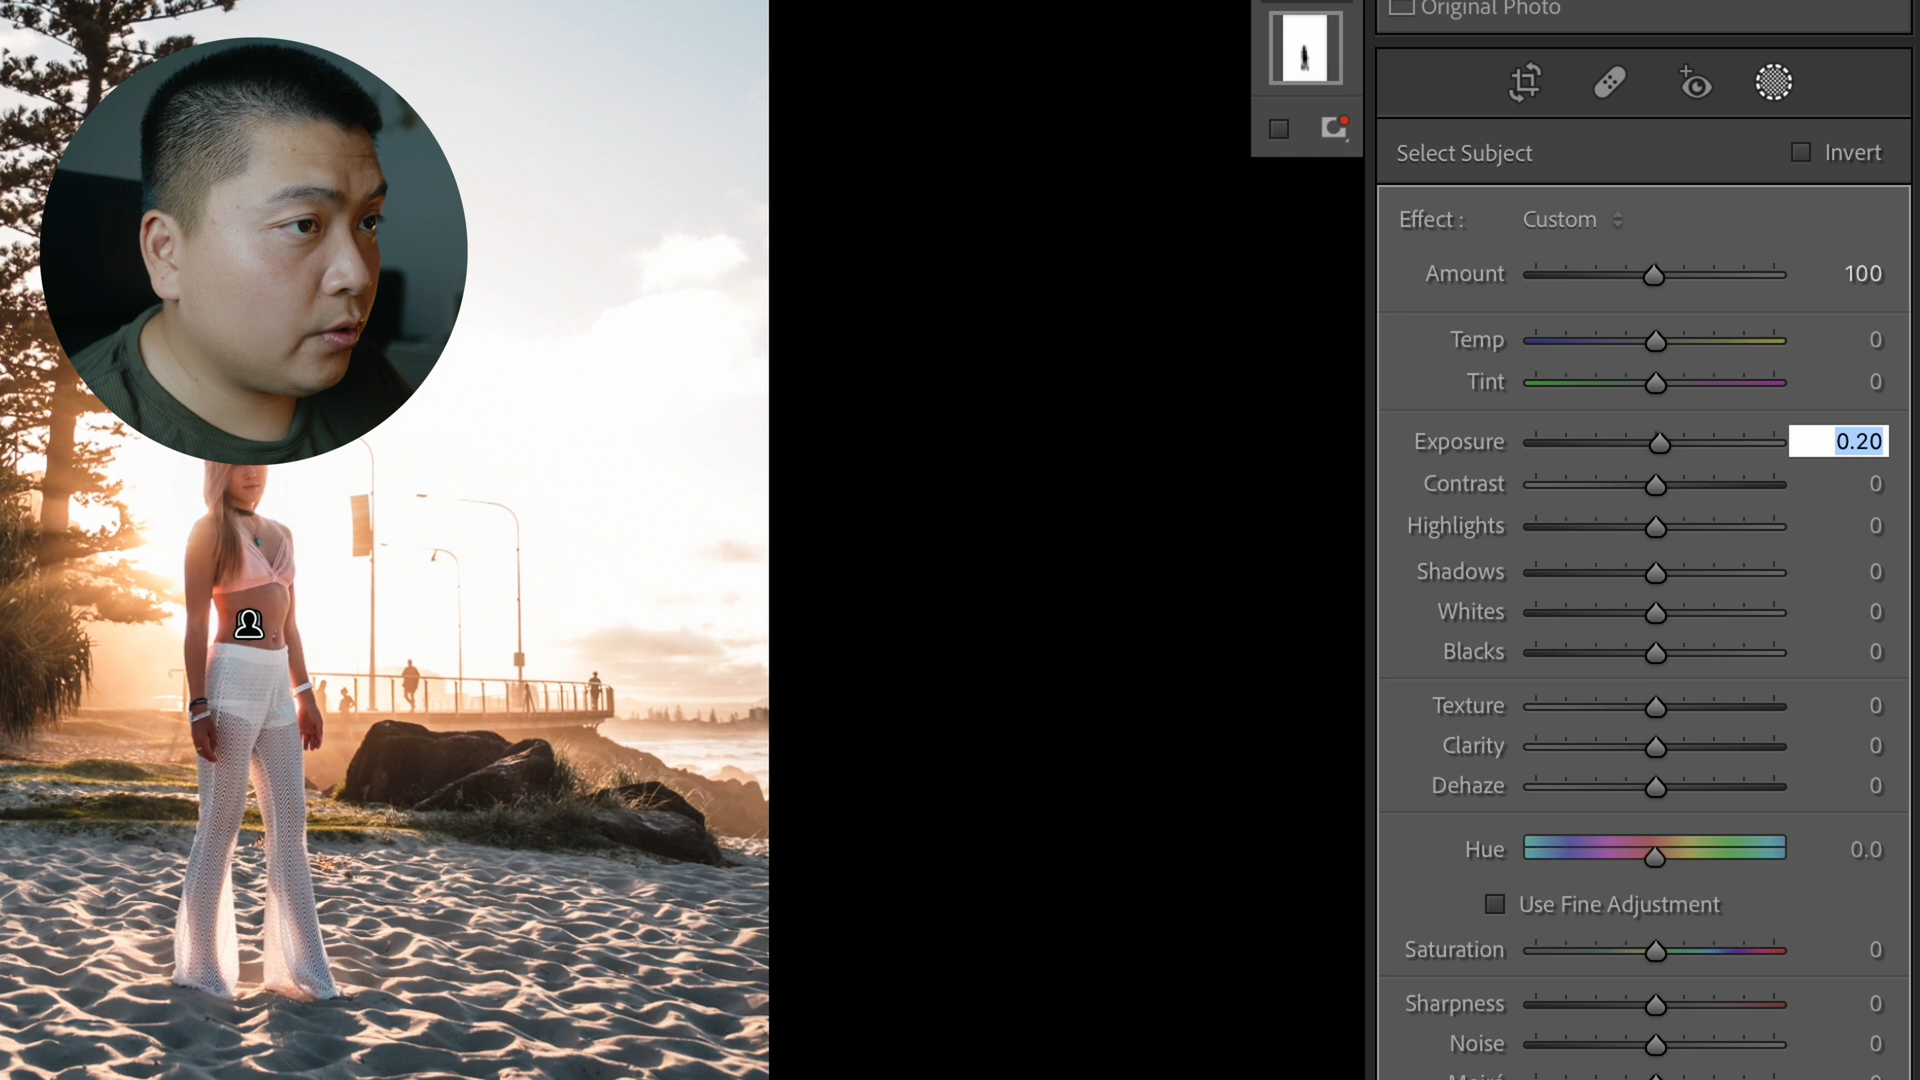 Original Photo
Select Subject Invert
Effect : Custom
Amount 100
Temp 0
Tint 0
Exposure 0.20
Contrast 0
Highlights 0
Shadows 0
Whites 0
Blacks 0
Texture 0
Clarity 0
Dehaze 0
Hue 0.0
Use Fine Adjustment
Saturation 0
Sharpness 0
Noise 0